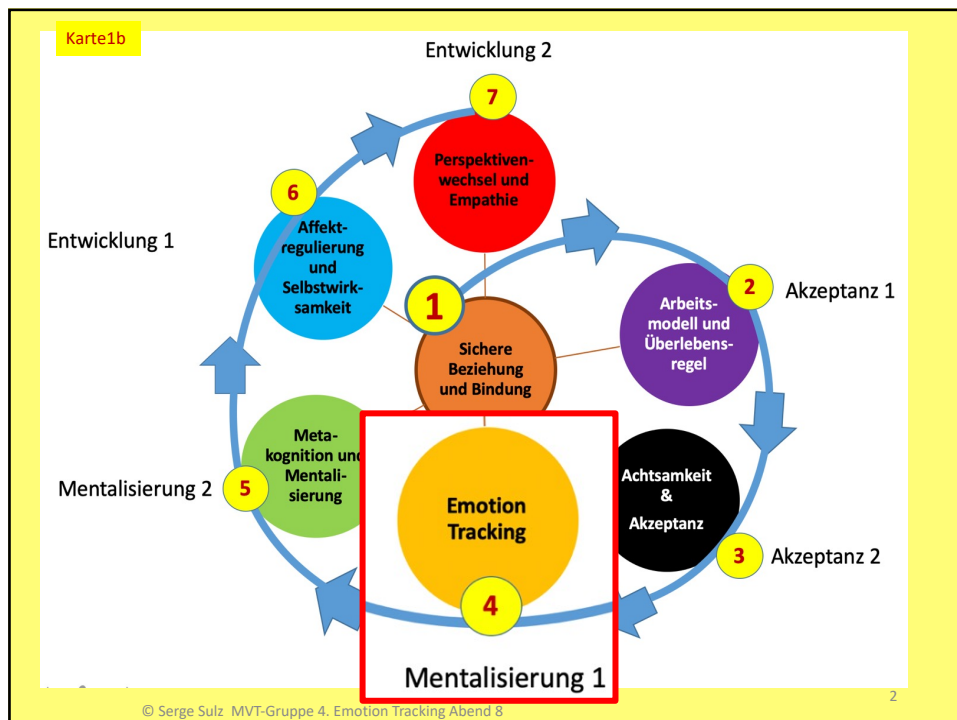 Karte1b
Entwicklung 2
7
Perspektiven-
wechsel und
Empathie
6
Affekt-
regulierung
und
Selbstwirk-
samkeit
Entwicklung 1
1
Sichere
Beziehung
und Bindung
2
Akzeptanz 1
Arbeits-
modell und
Überlebens-
regel
Meta-
kognition und
Mentali-
sierung
Mentalisierung 2
5
Emotion
Tracking
4
Mentalisierung 1
Achtsamkeit
&
Akzeptanz
3
Akzeptanz 2
© Serge Sulz MVT-Gruppe 4. Emotion Tracking Abend 8
2